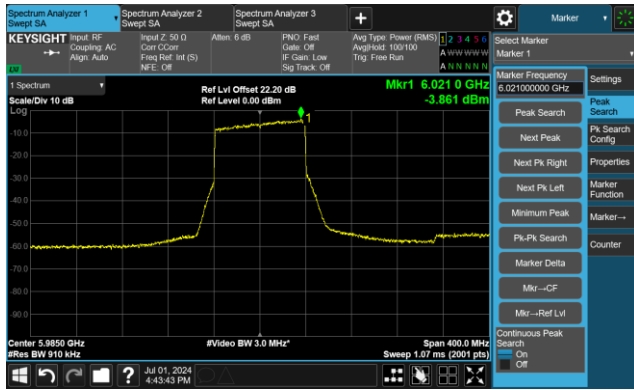 Spectrum Analyzer 1
Swept SA
Spectrum Analyzer 2
Swept SA
Spectrum Analyzer 3
Swept SA
+
Marker
KEYSIGHT
Input: RF
Coupling: AC
Align: Auto
Input Z: 50 Ω
Corr CCorr
Freq Ref: Int (S)
NFE: Off
Atten: 6 dB
PNO: Fast
Gate: Off
IF Gain: Low
Sig Track: Off
Avg Type: Power (RMS)
Avg|Hold: 100/100
Trig: Free Run
1 2 3 4 5 6
A W W W W W
A N N N N N
Select Marker
Marker 1
1 Spectrum
Scale/Div 10 dB
Log
Ref Lvl Offset 22.20 dB
Ref Level 0.00 dBm
Mkr1 6.021 0 GHz
-3.861 dBm
1
-10.0
-20.0
-30.0
-40.0
-50.0
-60.0
-70.0
-80.0
-90.0
Center 5.9850 GHz
#Res BW 910 kHz
#Video BW 3.0 MHz*
Span 400.0 MHz
Sweep 1.07 ms (2001 pts)
Marker Frequency
6.021000000 GHz
Peak Search
Next Peak
Next Pk Right
Next Pk Left
Minimum Peak
Pk-Pk Search
Marker Delta
Mkr→CF
Mkr→Ref Lvl
Continuous Peak
Search
On
Off
Settings
Peak
Search
Pk Search
Config
Properties
Marker
Function
Marker→
Counter
?
Jul 01, 2024
4:43:43 PM